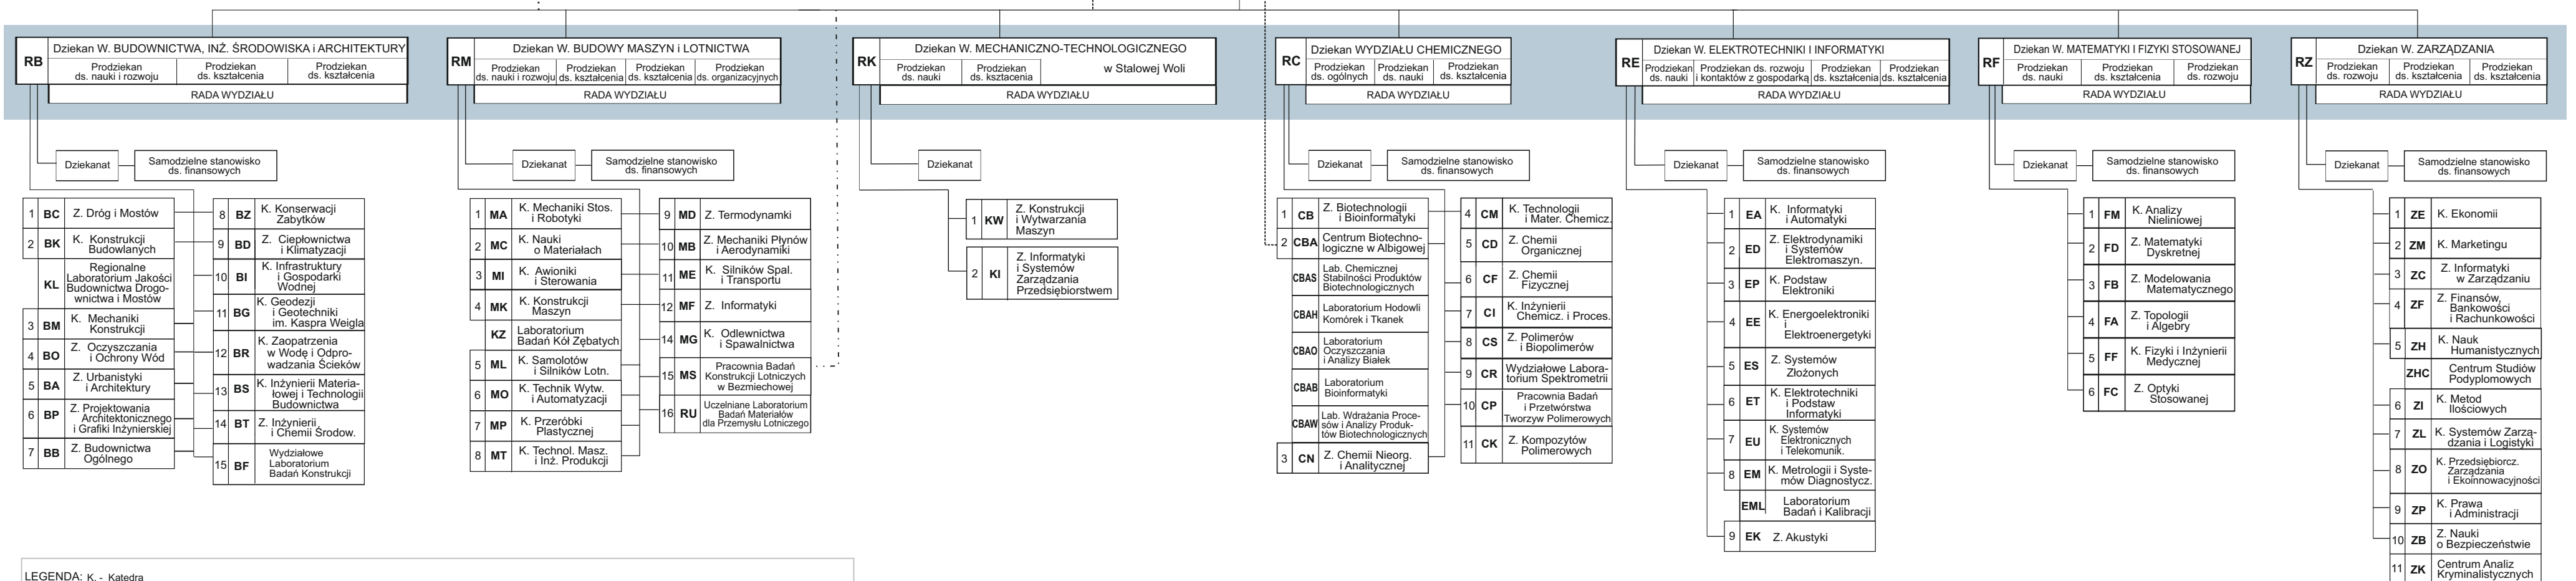 RB
Dziekan W. BUDOWNICTWA, INŻ. ŚRODOWISKA i ARCHITEKTURY
Prodziekan
ds. nauki i rozwoju
Prodziekan
ds. kształcenia
Prodziekan
ds. kształcenia
RADA WYDZIAŁU
Dziekanat
Samodzielne stanowisko
ds. finansowych
1 BC Z. Dróg i Mostów
2 BK K. Konstrukcji
Budowlanych
KL Regionalne
Laboratorium Jakości
Budownictwa Drogo-
wnictwa i Mostów
3 BM K. Mechaniki
Konstrukcji
4 BO Z. Oczyszczania
i Ochrony Wód
5 BA Z. Urbanistyki
i Architektury
6 BP Z. Projektowania
Architektonicznego
i Grafiki Inżynierskiej
7 BB Z. Budownictwa
Ogólnego
8 BZ K. Konserwacji
Zabytków
9 BD Z. Ciepłownictwa
i Klimatyzacji
10 BI K. Infrastruktury
i Gospodarki
Wodnej
11 BG K. Geodezji
i Geotechniki
im. Kaspra Weigla
12 BR K. Zaopatrzenia
w Wodę i Odpro-
wadzania Ścieków
13 BS K. Inżynierii Materia-
łowej i Technologii
Budownictwa
14 BT Z. Inżynierii
i Chemii Środow.
15 BF Wydziałowe
Laboratorium
Badań Konstrukcji
RM
Dziekan W. BUDOWY MASZYN i LOTNICTWA
Prodziekan
ds. nauki i rozwoju
Prodziekan
ds. kształcenia
Prodziekan
ds. kształcenia
Prodziekan
ds. organizacyjnych
RADA WYDZIAŁU
Dziekanat
Samodzielne stanowisko
ds. finansowych
1 MA K. Mechaniki Stos.
i Robotyki
2 MC K. Nauki
o Materiałach
3 MI K. Awioniki
i Sterowania
4 MK K. Konstrukcji
Maszyn
KZ Laboratorium
Badań Kół Zębatych
5 ML K. Samolotów
i Silników Lotn.
6 MO K. Technik Wytw.
i Automatyzacji
7 MP K. Przeróbki
Plastycznej
8 MT K. Technol. Masz.
i Inż. Produkcji
9 MD Z. Termodynamki
10 MB Z. Mechaniki Płynów
i Aerodynamiki
11 ME K. Silników Spal.
i Transportu
12 MF Z. Informatyki
14 MG K. Odlewnictwa
i Spawalnictwa
15 MS Pracownia Badań
Konstrukcji Lotniczych
w Bezmiechowej
16 RU Uczelniane Laboratorium
Badań Materiałów
dla Przemysłu Lotniczego
RK
Dziekan W. MECHANICZNO-TECHNOLOGICZNEGO
Prodziekan
ds. nauki
Prodziekan
ds. kształcenia
w Stalowej Woli
RADA WYDZIAŁU
Dziekanat
1 KW Z. Konstrukcji
i Wytwarzania
Maszyn
2 KI Z. Informatyki
i Systemów
Zarządzania
Przedsiębiorstwem
RC
Dziekan WYDZIAŁU CHEMICZNEGO
Prodziekan
ds. ogólnych
Prodziekan
ds. nauki
Prodziekan
ds. kształcenia
RADA WYDZIAŁU
Dziekanat
Samodzielne stanowisko
ds. finansowych
1 CB Z. Biotechnologii
i Bioinformatyki
2 CBA Centrum Biotechno-
logiczne w Albigowej
CBAS Lab. Chemicznej
Stabilności Produktów
Biotechnologicznych
CBAH Laboratorium Hodowli
Komórek i Tkanek
CBAO Laboratorium
Oczyszczania
i Analizy Białek
CBAB Laboratorium
Bioinformatyki
CBAW Lab. Wdrażania Proce-
sów i Analizy Produk-
tów Biotechnologicznych
3 CN Z. Chemii Nieorg.
i Analitycznej
4 CM K. Technologii
i Mater. Chemicz.
5 CD Z. Chemii
Organicznej
6 CF Z. Chemii
Fizycznej
7 CI K. Inżynierii
Chemicz. i Proces.
8 CS Z. Polimerów
i Biopolimerów
9 CR Wydziałowe Labora-
torium Spektrometrii
10 CP Pracownia Badań
i Przetwórstwa
Tworzyw Polimerowych
11 CK Z. Kompozytów
Polimerowych
RE
Dziekan W. ELEKTROTECHNIKI I INFORMATYKI
Prodziekan
ds. nauki
Prodziekan ds. rozwoju
i kontaktów z gospodarką
Prodziekan
ds. kształcenia
Prodziekan
ds. kształcenia
RADA WYDZIAŁU
Dziekanat
Samodzielne stanowisko
ds. finansowych
1 EA K. Informatyki
i Automatyki
2 ED Z. Elektrodynamiki
i Systemów
Elektromaszyn.
3 EP K. Podstaw
Elektroniki
4 EE K. Energoelektroniki
i
Elektroenergetyki
5 ES Z. Systemów
Złożonych
6 ET K. Elektrotechniki
i Podstaw
Informatyki
7 EU K. Systemów
Elektronicznych
i Telekomunik.
8 EM K. Metrologii i Syste-
mów Diagnostycz.
EML Laboratorium
Badań i Kalibracji
9 EK Z. Akustyki
RF
Dziekan W. MATEMATYKI I FIZYKI STOSOWANEJ
Prodziekan
ds. nauki
Prodziekan
ds. kształcenia
Prodziekan
ds. rozwoju
RADA WYDZIAŁU
Dziekanat
Samodzielne stanowisko
ds. finansowych
1 FM K. Analizy
Nieliniowej
2 FD Z. Matematyki
Dyskretnej
3 FB Z. Modelowania
Matematycznego
4 FA Z. Topologii
i Algebry
5 FF K. Fizyki i Inżynierii
Medycznej
6 FC Z. Optyki
Stosowanej
RZ
Dziekan W. ZARZĄDZANIA
Prodziekan
ds. rozwoju
Prodziekan
ds. kształcenia
Prodziekan
ds. kształcenia
RADA WYDZIAŁU
Dziekanat
Samodzielne stanowisko
ds. finansowych
1 ZE K. Ekonomii
2 ZM K. Marketingu
3 ZC Z. Informatyki
w Zarządzaniu
4 ZF Z. Finansów,
Bankowości
i Rachunkowości
5 ZH K. Nauk
Humanistycznych
ZHC Centrum Studiów
Podyplomowych
6 ZI K. Metod
Ilościowych
7 ZL K. Systemów Zarzą-
dzania i Logistyki
8 ZO K. Przedsiębiorcz.
Zarządzania
i Ekoinnowacyjności
9 ZP K. Prawa
i Administracji
10 ZB Z. Nauki
o Bezpieczeństwie
11 ZK Centrum Analiz
Kryminalistycznych
LEGENDA: K. - Katedra